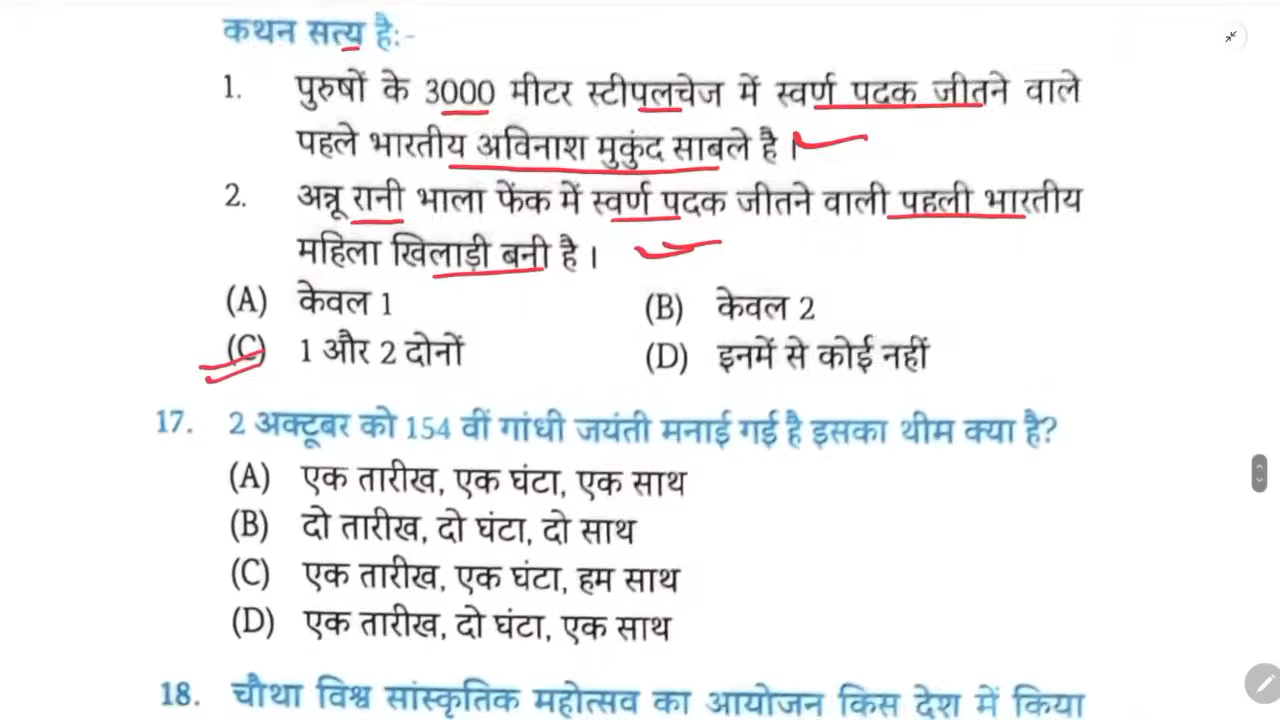 कथन सत्य है:-
1. पुरुषों के 3000 मीटर स्टीपलचेज में स्वर्ण पदक जीतने वाले
पहले भारतीय अविनाश मुकुंद साबले है।
2. अन्नू रानी भाला फेंक में स्वर्ण पदक जीतने वाली पहली भारतीय
महिला खिलाड़ी बनी है।
(A) केवल 1 (B) केवल 2
(C) 1 और 2 दोनों (D) इनमें से कोई नहीं
17. 2 अक्टूबर को 154 वीं गांधी जयंती मनाई गई है इसका थीम क्या है?
(A) एक तारीख, एक घंटा, एक साथ
(B) दो तारीख, दो घंटा, दो साथ
(C) एक तारीख, एक घंटा, हम साथ
(D) एक तारीख, दो घंटा, एक साथ
18. चौथा विश्व सांस्कृतिक महोत्सव का आयोजन किस देश में किया